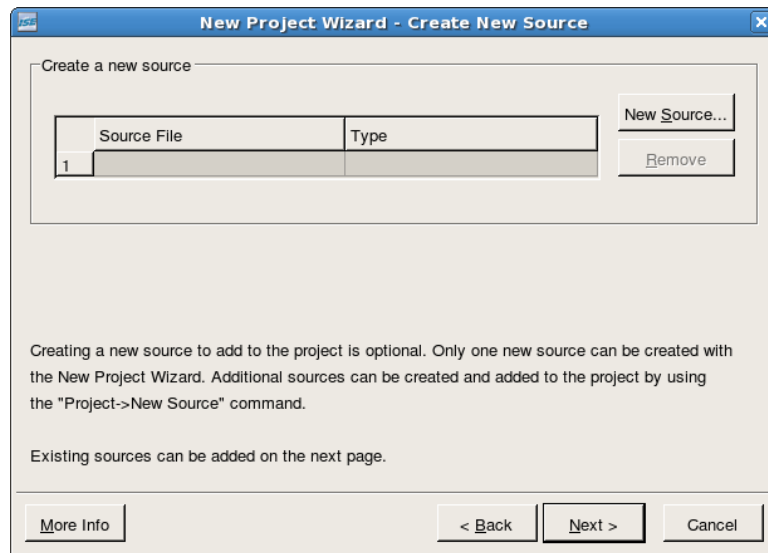 ISE
New Project Wizard - Create New Source
Create a new source
Source File
Type
1
New Source...
Remove
Creating a new source to add to the project is optional. Only one new source can be created with
the New Project Wizard. Additional sources can be created and added to the project by using
the "Project->New Source" command.
Existing sources can be added on the next page.
More Info
< Back
Next >
Cancel